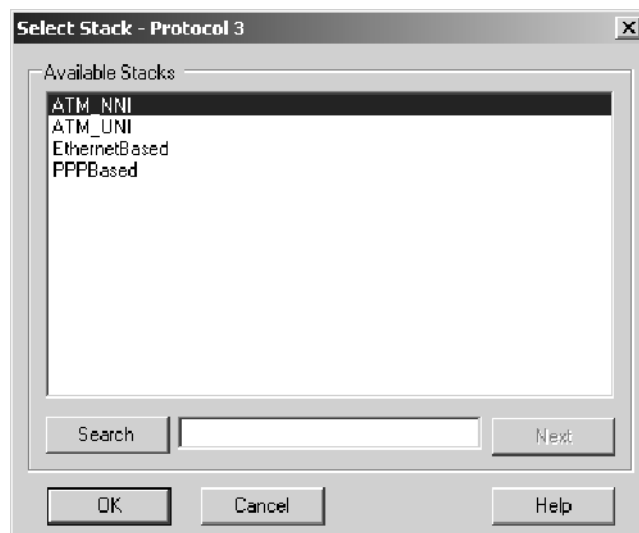 Select Stack - Protocol 3
Available Stacks
ATM_NNI
ATM_UNI
EthernetBased
PPPBased
Search
Next
OK
Cancel
Help